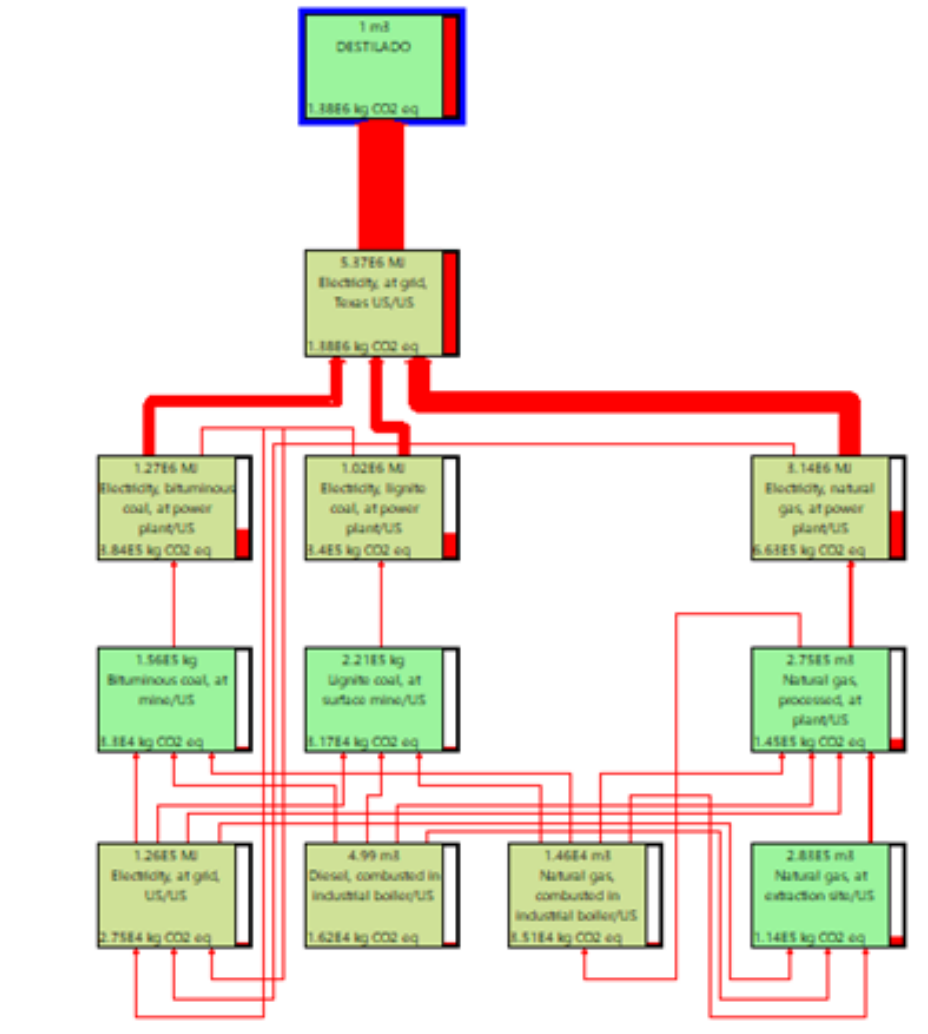 1 m3
DESTILADO
1.38E6 kg CO2 eq
5.37E6 MJ
Electricity, at grid,
Texas US/US
1.38E6 kg CO2 eq
1.27E6 MJ
Electricity, bituminous
coal, at power
plant/US
3.84E5 kg CO2 eq
1.02E6 MJ
Electricity, lignite
coal, at power
plant/US
3.4E5 kg CO2 eq
3.14E6 MJ
Electricity, natural
gas, at power
plant/US
6.63E5 kg CO2 eq
1.56E5 kg
Bituminous coal, at
mine/US
kg CO2 eq
2.21E5 kg
Lignite coal, at
surface mine/US
kg CO2 eq
2.75E5 m3
Natural gas,
processed, at
plant/US
1.45E5 kg CO2 eq
1.26E5 MJ
Electricity, at grid,
US/US
2.75E4 kg CO2 eq
4.99 m3
Diesel, combusted in
industrial boiler/US
1.62E4 kg CO2 eq
1.46E4 m3
Natural gas,
combusted in
industrial boiler/US
kg CO2 eq
2.83E5 m3
Natural gas, at
extraction site/US
1.14E5 kg CO2 eq